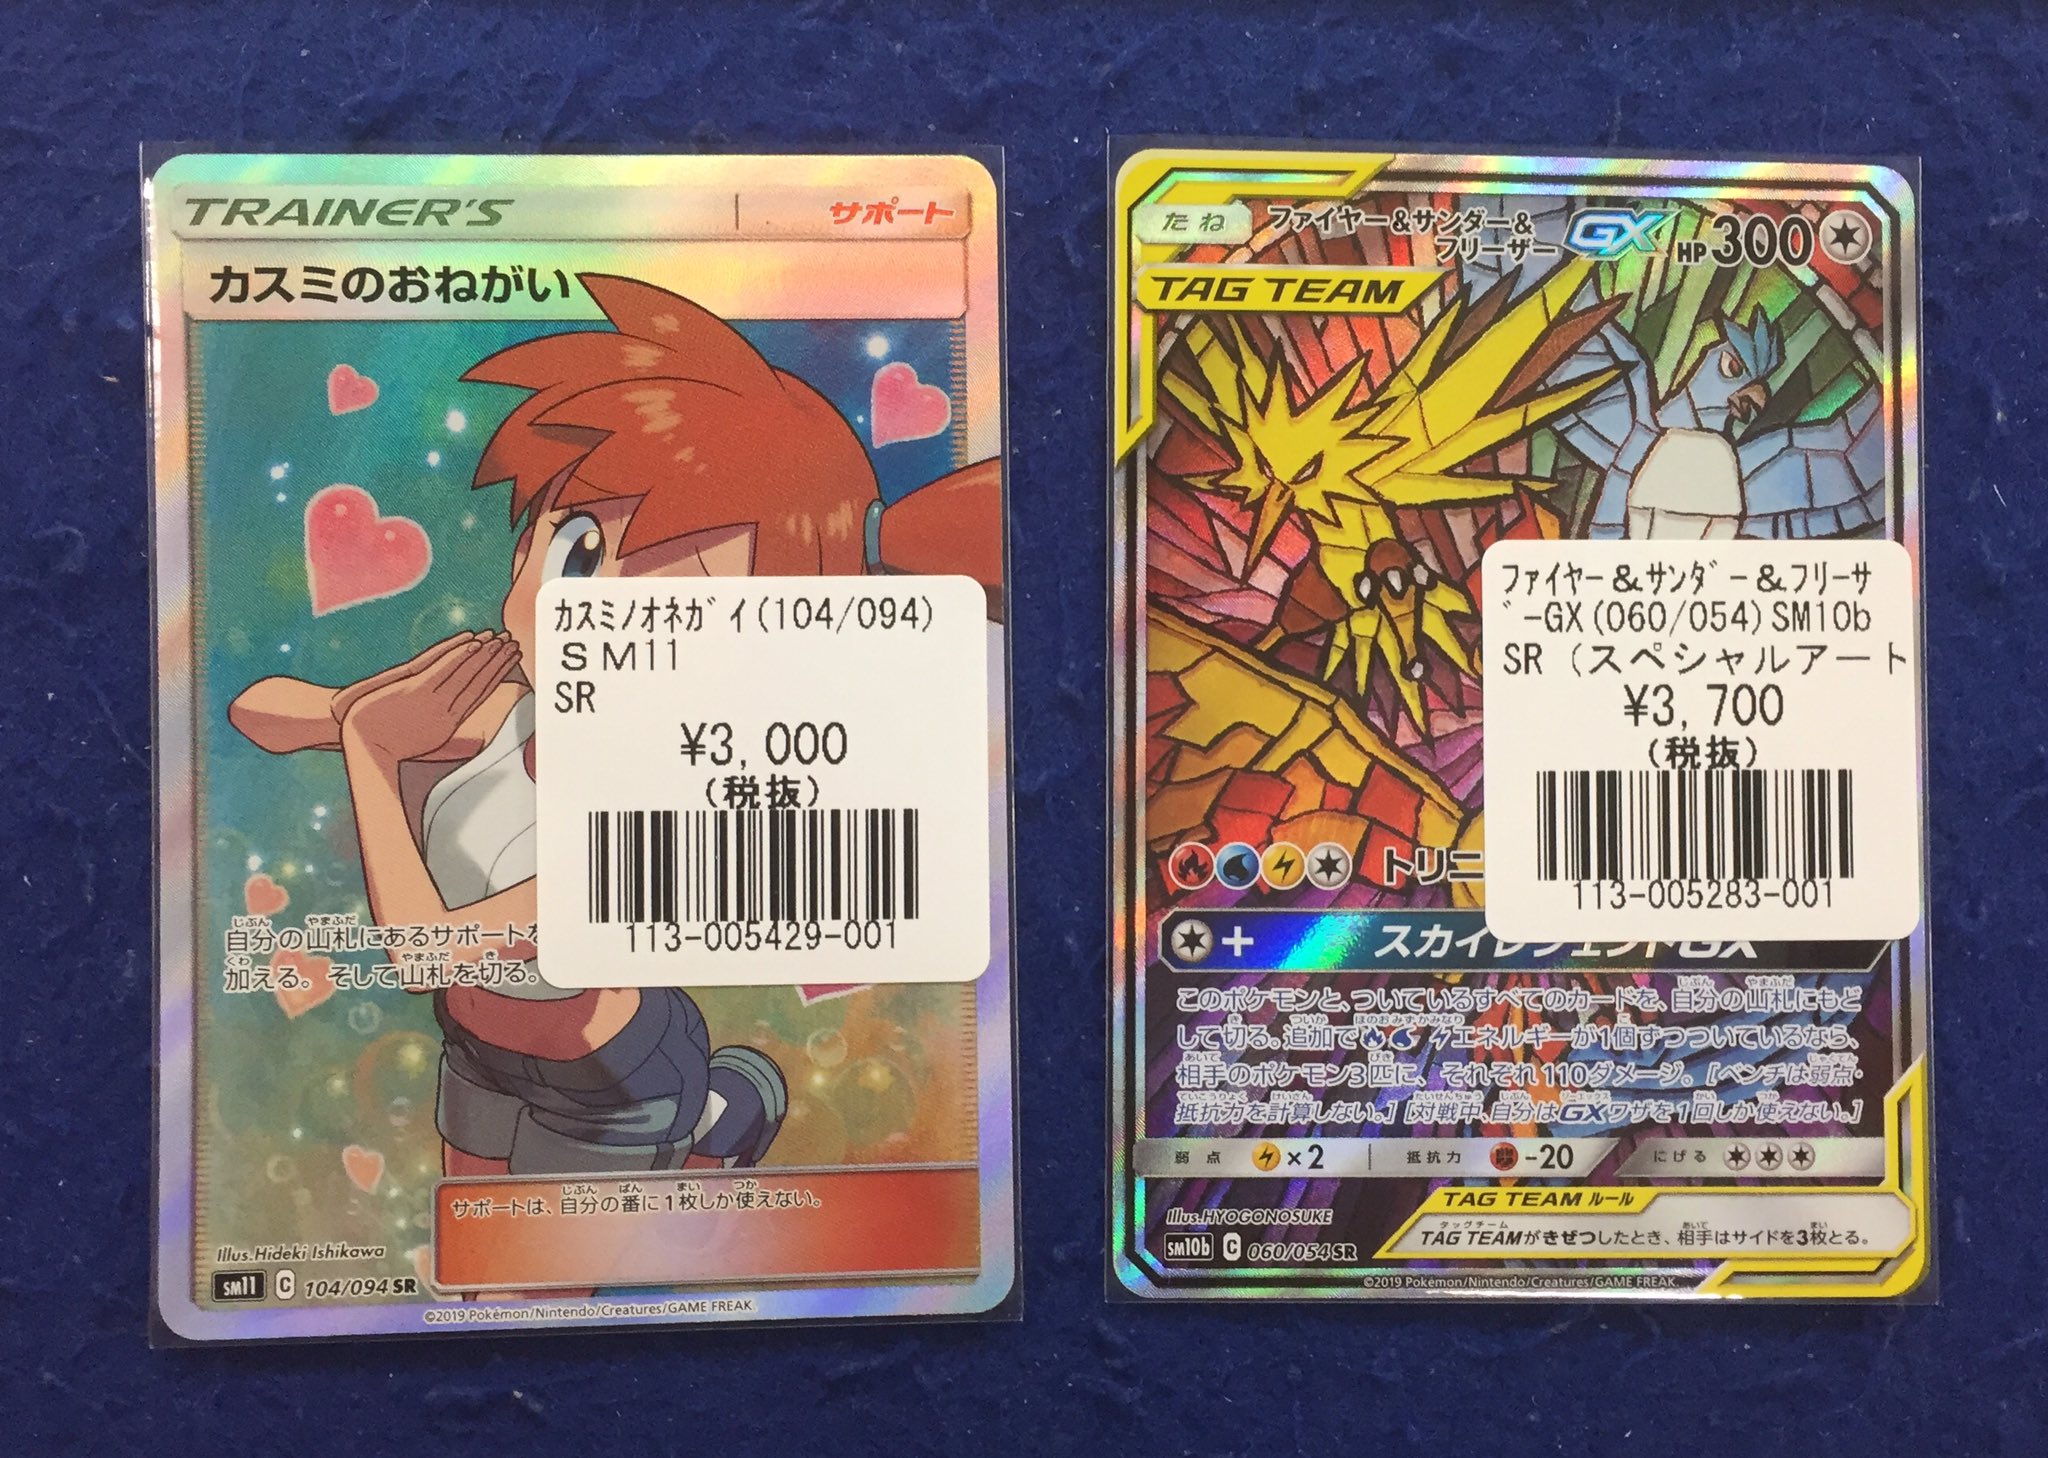 TRAINER'S
サポート
カスミのおねがい
ｶｽﾐﾉｵﾈｶﾞｲ(104/094)
ＳＭ11
SR
¥3,000
(税抜)
113-005429-001
自分の山札にあるサポートを
加える。そして山札を切る。
サポートは、自分の番に1枚しか使えない。
Illus.Hideki Ishikawa
SM11 C 104/094 SR
©2019 Pokémon/Nintendo/Creatures/GAME FREAK.
たね
ファイヤー&サンダー&
フリーザー
GX
HP300
TAG TEAM
ﾌｧｲﾔｰ＆ｻﾝﾀﾞｰ＆ﾌﾘｰｻ
ﾞｰGX(060/054)SM10b
SR (スペシャルアート
¥3,700
(税抜)
113-005283-001
トリニ
+ スカイレジェンドGX
このポケモンと、ついているすべてのカードを、自分の山札にもど
して切る。追加でエネルギーが1個ずつついているなら、
相手のポケモン3匹に、それぞれ110ダメージ。[ベンチは弱点・
抵抗力を計算しない。] [対戦中、自分はGXワザを1回しか使えない。]
弱点 ×2 抵抗力 -20 にげる
TAG TEAM ルール
TAG TEAMがきぜつしたとき、相手はサイドを3枚とる。
Illus.HYOGONOSUKE
SM10b C 060/054 SR
©2019 Pokémon/Nintendo/Creatures/GAME FREAK.